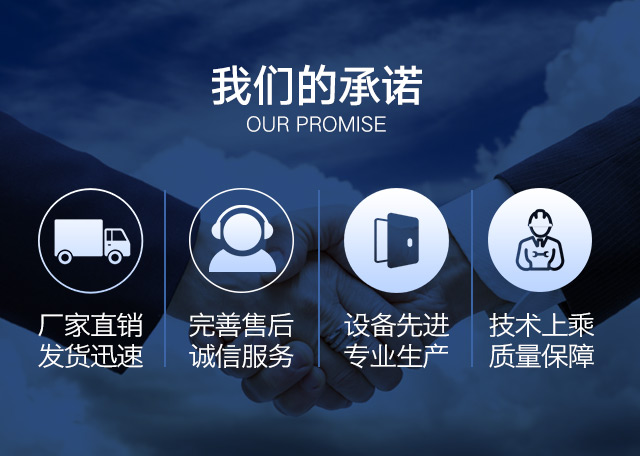 我们的承诺
OUR PROMISE
厂家直销
发货迅速
完善售后
诚信服务
设备先进
专业生产
技术上乘
质量保障